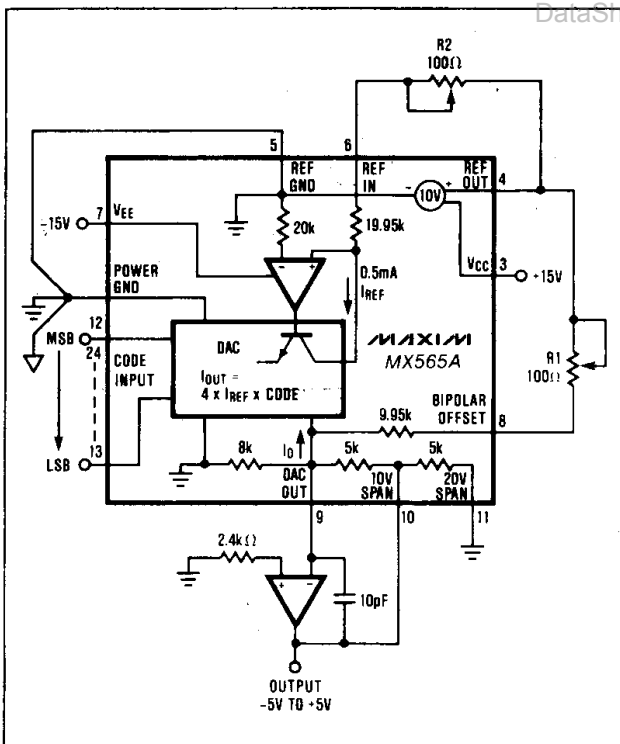 DataSh
R2
100Ω
5
6
REF GND
REF IN
REF OUT
4
7
VEE
-15V
20k
19.95k
10V
VCC
3
+15V
POWER GND
0.5mA
IREF
MAXIM
MX565A
12
MSB
24
CODE INPUT
DAC
IOUT =
4 x IREF x CODE
R1
100Ω
BIPOLAR OFFSET
9.95k
8
13
LSB
IO
8k
DAC OUT
5k
10V SPAN
5k
20V SPAN
9
10
11
2.4kΩ
10pF
OUTPUT
-5V TO +5V